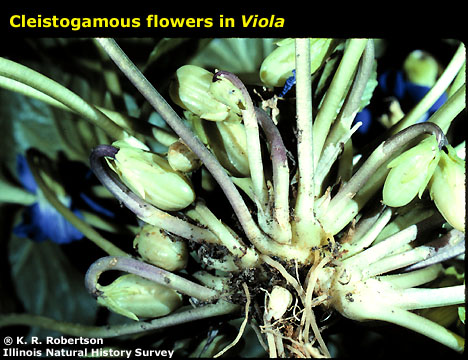 Cleistogamous flowers in Viola
® K. R. Robertson
Illinois Natural History Survey